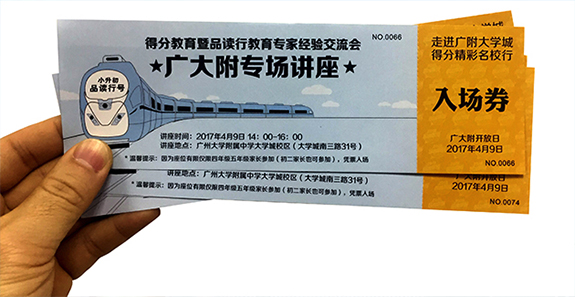 得分教育暨品读行教育专家经验交流会
NO.0066
★广大附专场讲座★
小升初
品读行号
讲座时间：2017年4月9日 14：00-16：00
讲座地点：广州大学附属中学大学城校区（大学城南三路31号）
* 温馨提示：因为座位有限仅限四年级五年级家长参加（初二家长也可参加），凭票入场
走进广附大学城
得分精彩名校行
入场券
广大附开放日
2017年4月9日
NO.0066
讲座地点：广州大学附属中学大学城校区（大学城南三路31号）
* 温馨提示：因为座位有限仅限四年级五年级家长参加（初二家长也可参加），凭票入场
广大附开放日
2017年4月9日
NO.0074